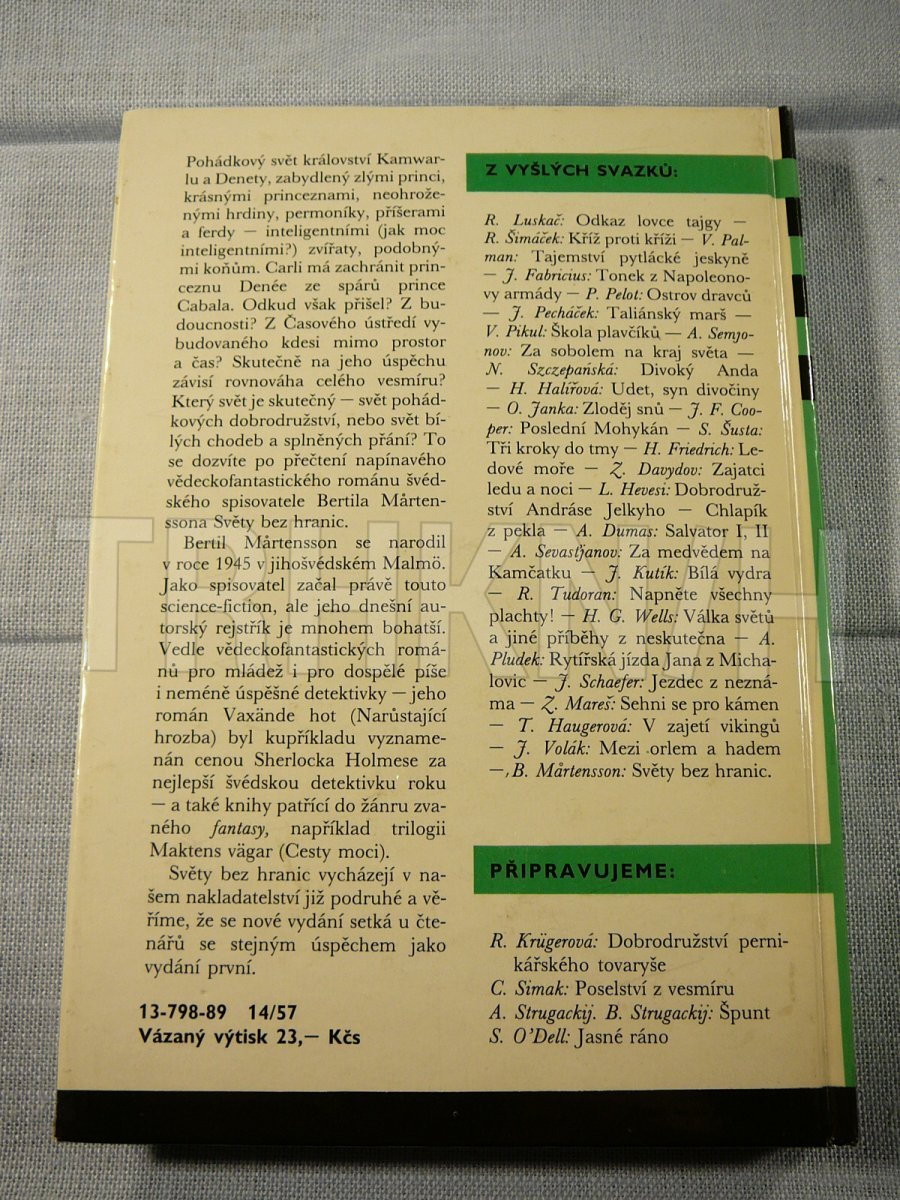 Pohádkový svět království Kamwar-
lu a Denety, zabydlený zlými princi,
krásnými princeznami, neohrože-
nými hrdiny, permoníky, příšerami
a ferdy — inteligentními (jak moc
inteligentními?) zvířaty, podobný-
mi koňům. Carli má zachránit prin-
ceznu Denée ze spárů prince
Cabala. Odkud však přišel? Z bu-
doucnosti? Z Časového ústředí vy-
budovaného kdesi mimo prostor
a čas? Skutečně na jeho úspěchu
závisí rovnováha celého vesmíru?
Který svět je skutečný — svět pohád-
kových dobrodružství, nebo svět bí-
lých chodeb a splněných přání? To
se dozvíte po přečtení napínavého
vědeckofantastického románu švéd-
ského spisovatele Bertila Mårten-
ssona Světy bez hranic.
Bertil Mårtensson se narodil
v roce 1945 v jihošvédském Malmö.
Jako spisovatel začal právě touto
science-fiction, ale jeho dnešní au-
torský rejstřík je mnohem bohatší.
Vedle vědeckofantastických romá-
nů pro mládež i pro dospělé píše
i neméně úspěšné detektivky — jeho
román Vaxände hot (Narůstající
hrozba) byl kupříkladu vyzname-
nán cenou Sherlocka Holmese za
nejlepší švédskou detektivku roku
— a také knihy patřící do žánru zva-
ného fantasy, například trilogii
Maktens vägar (Cesty moci).
Světy bez hranic vycházejí v na-
šem nakladatelství již podruhé a vě-
říme, že se nové vydání setká u čte-
nářů se stejným úspěchem jako
vydání první.
13-798-89 14/57
Vázaný výtisk 23,— Kčs
Z VYŠLÝCH SVAZKŮ:
R. Luskač: Odkaz lovce tajgy —
R. Šimáček: Kříž proti kříži — V. Pal-
man: Tajemství pytlácké jeskyně
— J. Fabricius: Tonek z Napoleono-
vy armády — P. Pelot: Ostrov dravců
— J. Pecháček: Taliánský marš —
V. Pikul: Škola plavčíků — A. Semjo-
nov: Za sobolem na kraj světa —
N. Szczepańská: Divoký Anda
— H. Halířová: Udet, syn divočiny
— O. Janka: Zloděj snů — J. F. Coo-
per: Poslední Mohykán — S. Šusta:
Tři kroky do tmy — H. Friedrich: Le-
dové moře — Z. Davydov: Zajatci
ledu a noci — L. Hevesi: Dobrodruž-
ství Andráse Jelkyho — Chlapík
z pekla — A. Dumas: Salvator I, II
— A. Sevasťjanov: Za medvědem na
Kamčatku — J. Kutík: Bílá vydra
— R. Tudoran: Napněte všechny
plachty! — H. G. Wells: Válka světů
a jiné příběhy z neskutečna — A.
Pludek: Rytířská jízda Jana z Micha-
lovic — J. Schaefer: Jezdec z nezná-
ma — Z. Mareš: Sehni se pro kámen
— T. Haugerová: V zajetí vikingů
— J. Volák: Mezi orlem a hadem
— B. Mårtensson: Světy bez hranic.
PŘIPRAVUJEME:
R. Krügerová: Dobrodružství perni-
kářského tovaryše
C. Simak: Poselství z vesmíru
A. Strugackij. B. Strugackij: Špunt
S. O'Dell: Jasné ráno